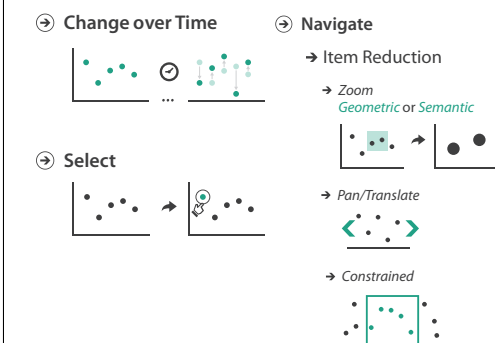 Change over Time
...
Select
Navigate
Item Reduction
Zoom
Geometric or Semantic
Pan/Translate
Constrained